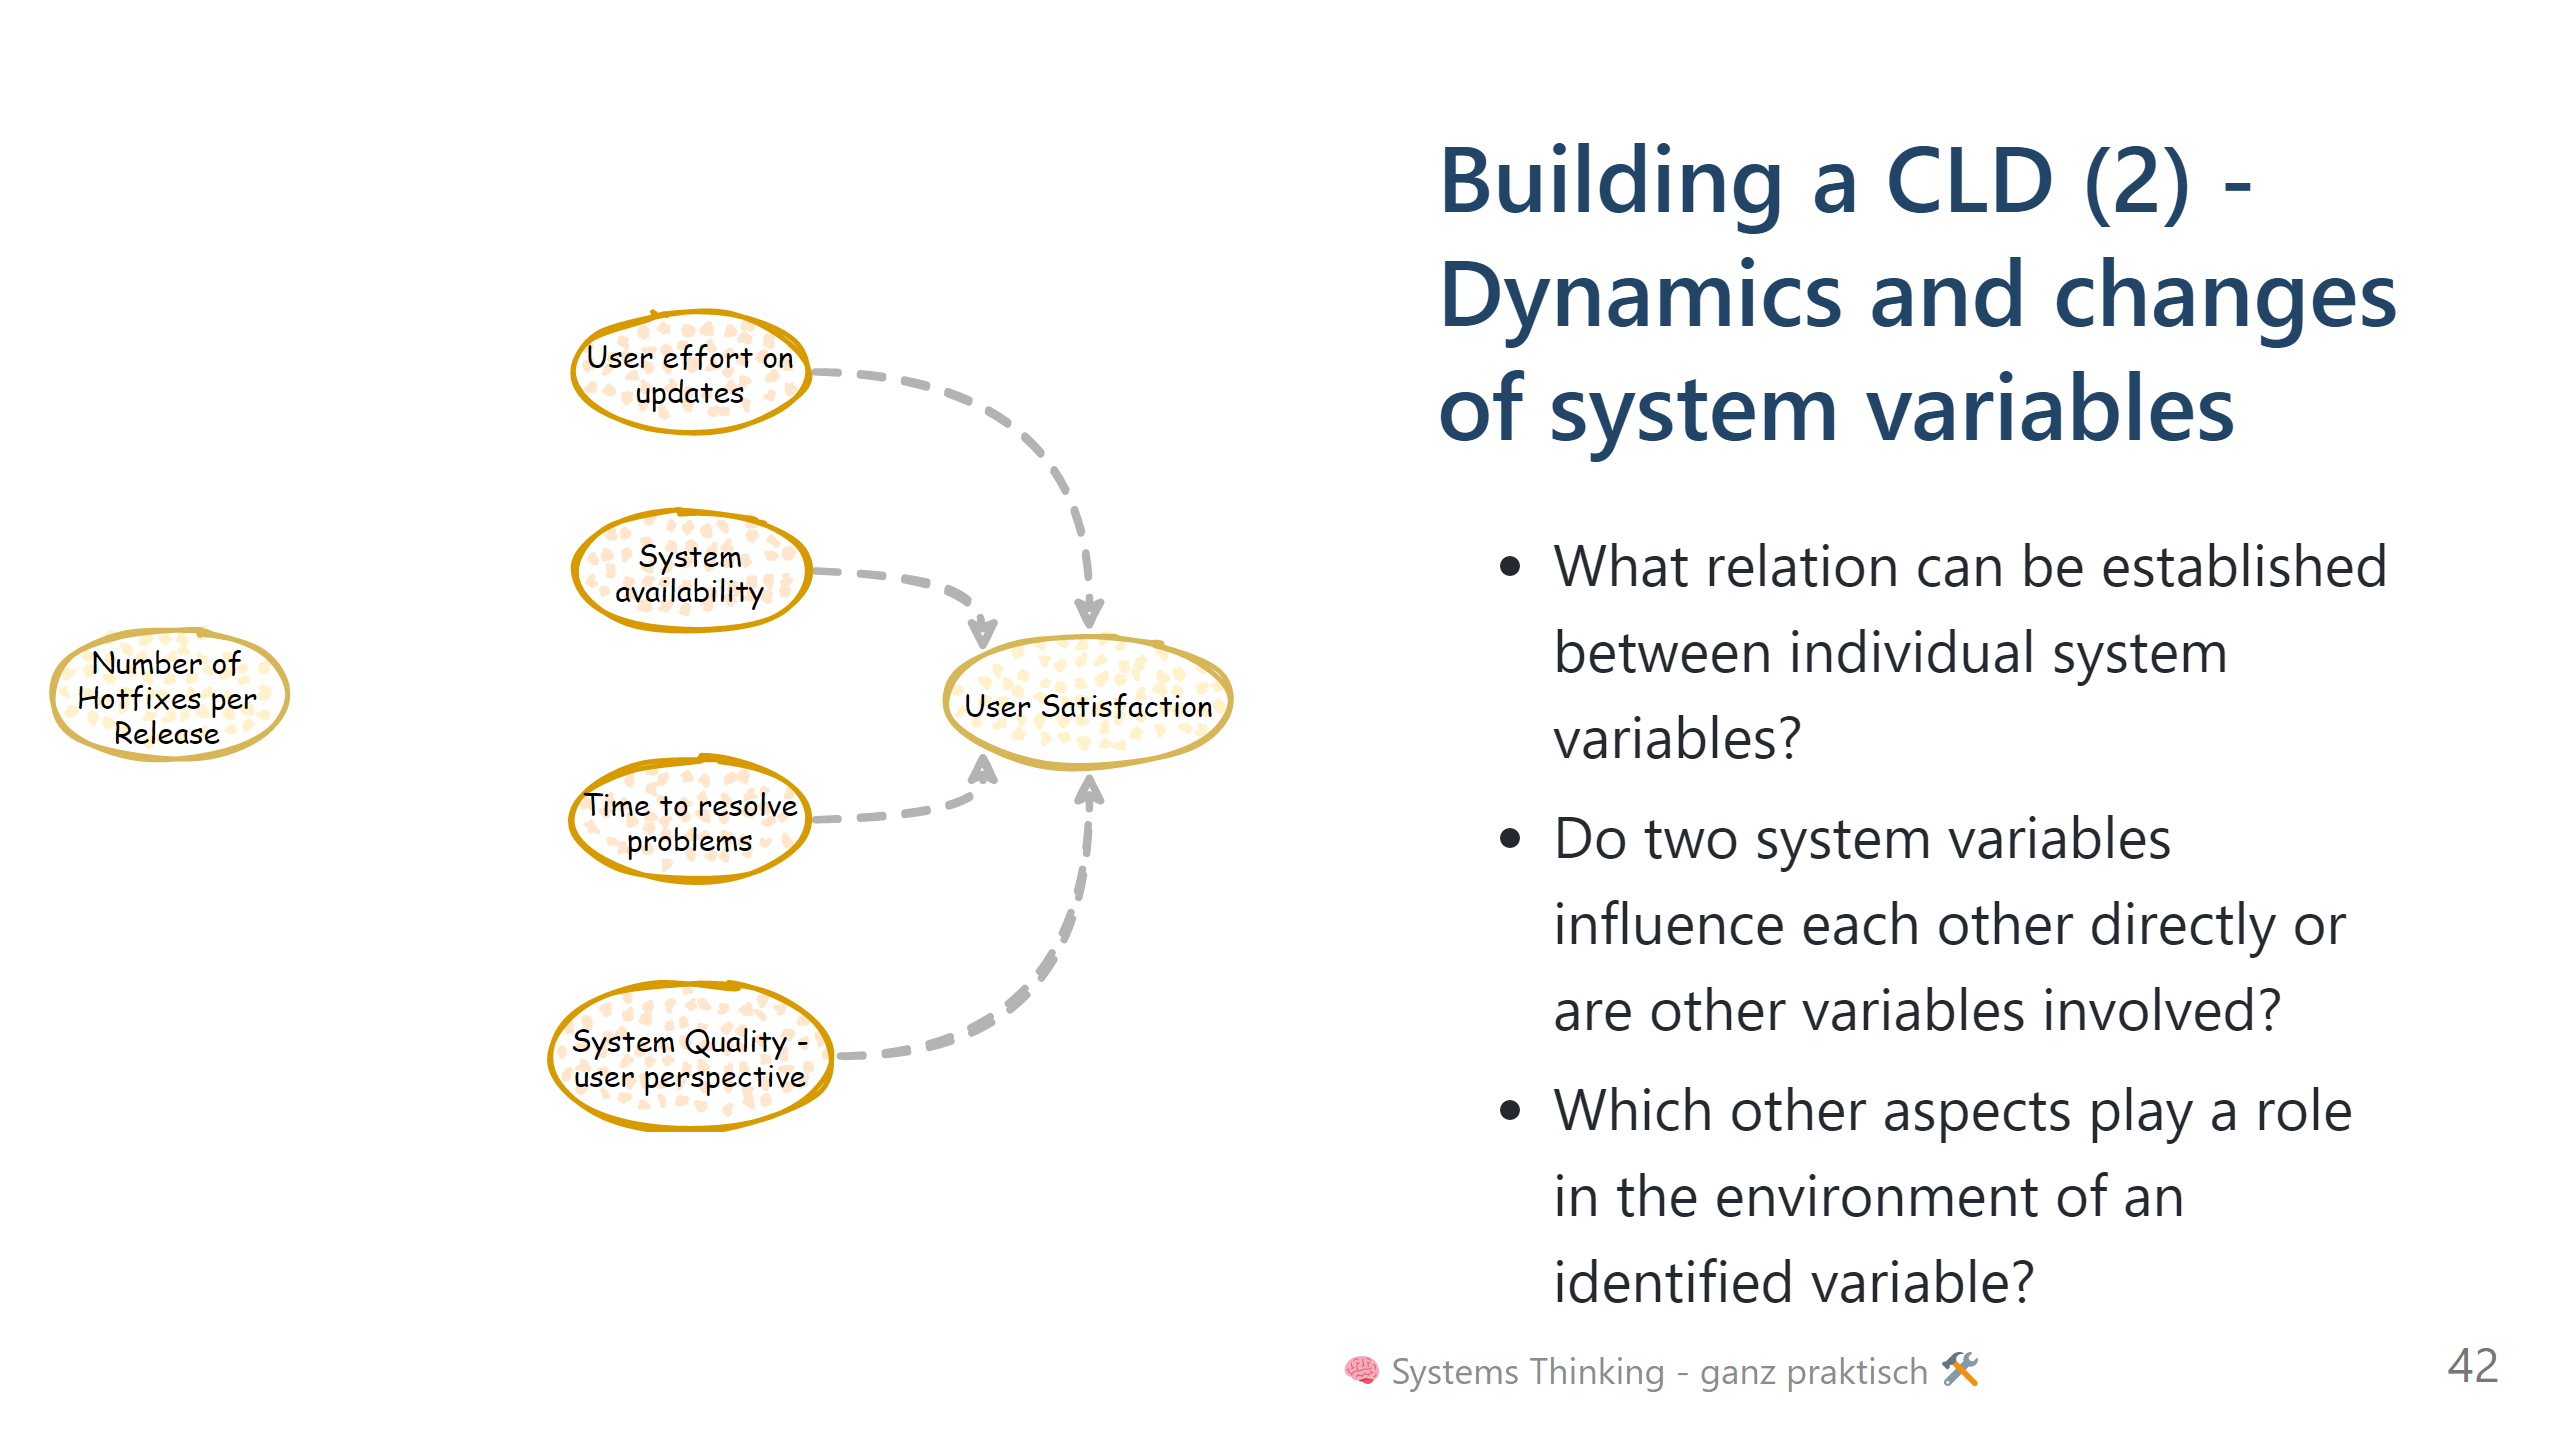 Building a CLD (2) -
Dynamics and changes
of system variables
User effort on
updates
System
availability
Number of
Hotfixes per
Release
User Satisfaction
Time to resolve
problems
System Quality -
user perspective
• What relation can be established
between individual system
variables?
• Do two system variables
influence each other directly or
are other variables involved?
• Which other aspects play a role
in the environment of an
identified variable?
🧠 Systems Thinking - ganz praktisch 🛠️
42